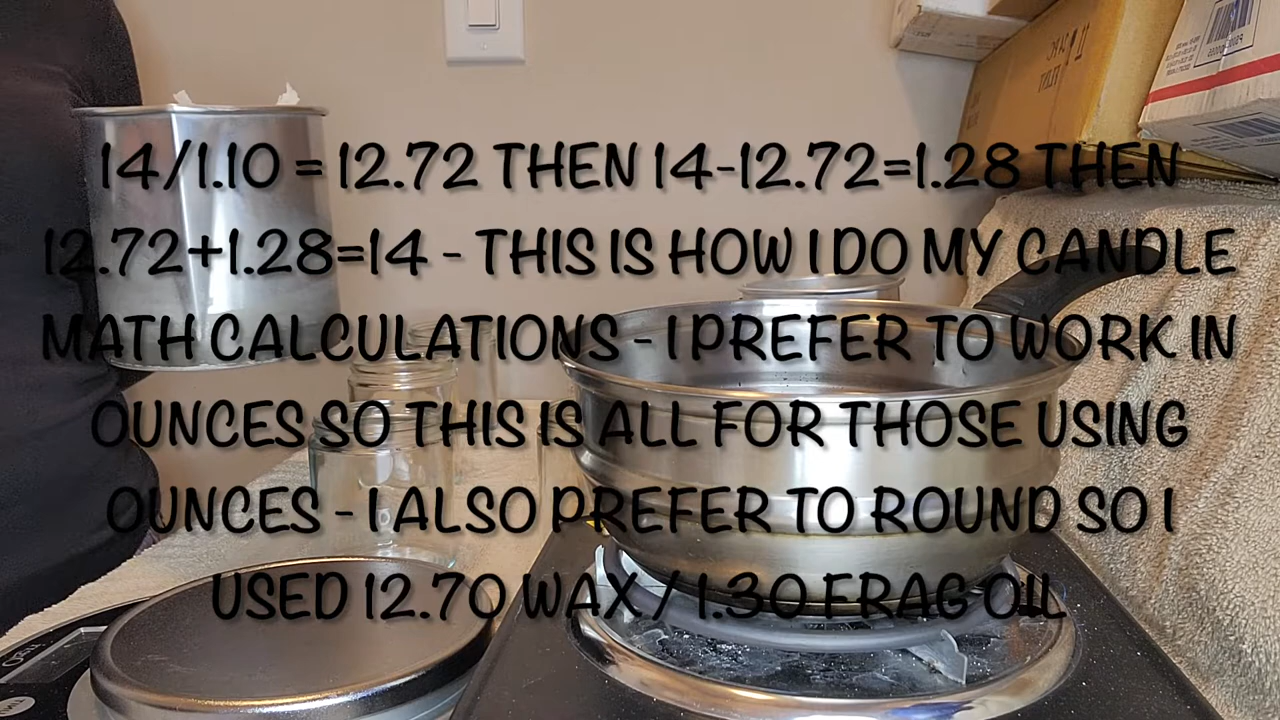 14/1.10 = 12.72 THEN 14-12.72=1.28 THEN
12.72+1.28=14 - THIS IS HOW I DO MY CANDLE
MATH CALCULATIONS - I PREFER TO WORK IN
OUNCES SO THIS IS ALL FOR THOSE USING
OUNCES - I ALSO PREFER TO ROUND SO I
USED 12.70 WAX / 1.30 FRAG OIL